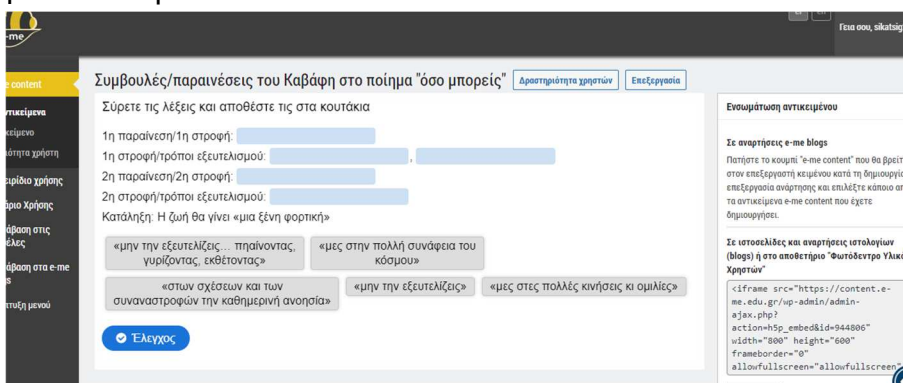 -me
Γεια σου, sikatsig
e content
Συμβουλές/παραινέσεις του Καβάφη στο ποίημα "όσο μπορείς"
Δραστηριότητα χρηστών
Επεξεργασία
ντικείμενα
κείμενο
ιότητα χρήστη
ειρίδιο χρήσης
άριο Χρήσης
άβαση στις
έλες
άβαση στα e-me
s
πτυξη μενού
Σύρετε τις λέξεις και αποθέστε τις στα κουτάκια
1η παραίνεση/1η στροφή:
1η στροφή/τρόποι εξευτελισμού: ,
2η παραίνεση/2η στροφή:
2η στροφή/τρόποι εξευτελισμού:
Κατάληξη: Η ζωή θα γίνει «μια ξένη φορτική»
«μην την εξευτελίζεις… πηαίνοντας,
γυρίζοντας, εκθέτοντας»
«μες στην πολλή συνάφεια του
κόσμου»
«στων σχέσεων και των
συναναστροφών την καθημερινή ανοησία»
«μην την εξευτελίζεις»
«μες στες πολλές κινήσεις κι ομιλίες»
Έλεγχος
Ενσωμάτωση αντικειμένου
Σε αναρτήσεις e-me blogs
Πατήστε το κουμπί "e-me content" που θα βρείτ
στον επεξεργαστή κειμένου κατά τη δημιουργία
επεξεργασία ανάρτησης και επιλέξτε κάποιο απ
τα αντικείμενα e-me content που έχετε
δημιουργήσει.
Σε ιστοσελίδες και αναρτήσεις ιστολογίων
(blogs) ή στο αποθετήριο "Φωτόδεντρο Υλικό
Χρηστών"
<iframe src="https://content.e-
me.edu.gr/wp-admin/admin-
ajax.php?
action=h5p_embed&id=944806"
width="800" height="600"
frameborder="0"
allowfullscreen="allowfullscreen"